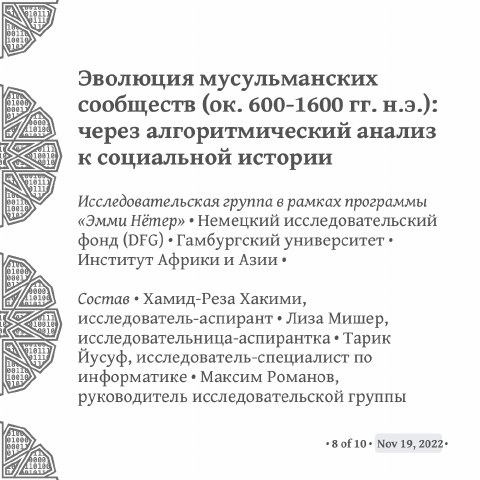 Эволюция мусульманских
сообществ (ок. 600-1600 гг. н.э.):
через алгоритмический анализ
к социальной истории
Исследовательская группа в рамках программы
«Эмми Нётер» • Немецкий исследовательский
фонд (DFG) • Гамбургский университет •
Институт Африки и Азии •
Состав • Хамид-Реза Хакими,
исследователь-аспирант • Лиза Мишер,
исследовательница-аспирантка • Тарик
Йусуф, исследователь-специалист по
информатике • Максим Романов,
руководитель исследовательской группы
• 8 of 10 • Nov 19, 2022 •